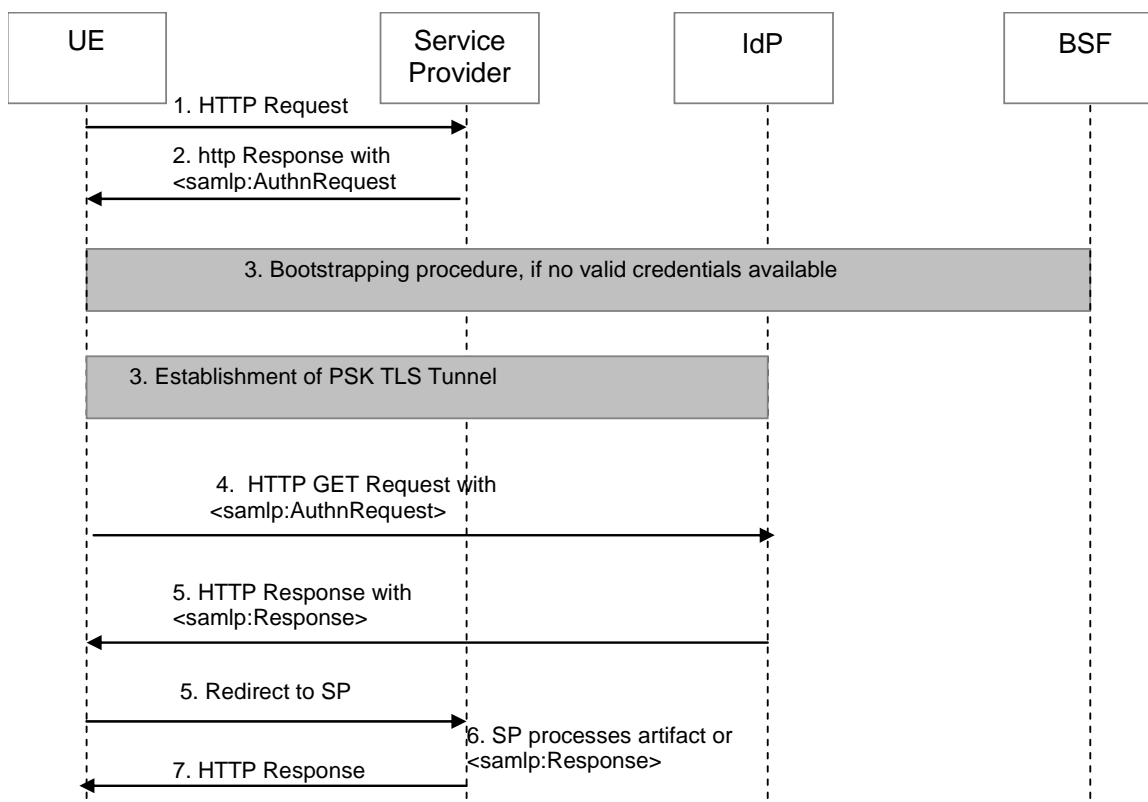 UE
Service
Provider
IdP
BSF
1. HTTP Request
2. http Response with
<samlp:AuthnRequest
3. Bootstrapping procedure, if no valid credentials available
3. Establishment of PSK TLS Tunnel
4. HTTP GET Request with
<samlp:AuthnRequest>
5. HTTP Response with
<samlp:Response>
5. Redirect to SP
6. SP processes artifact or
<samlp:Response>
7. HTTP Response